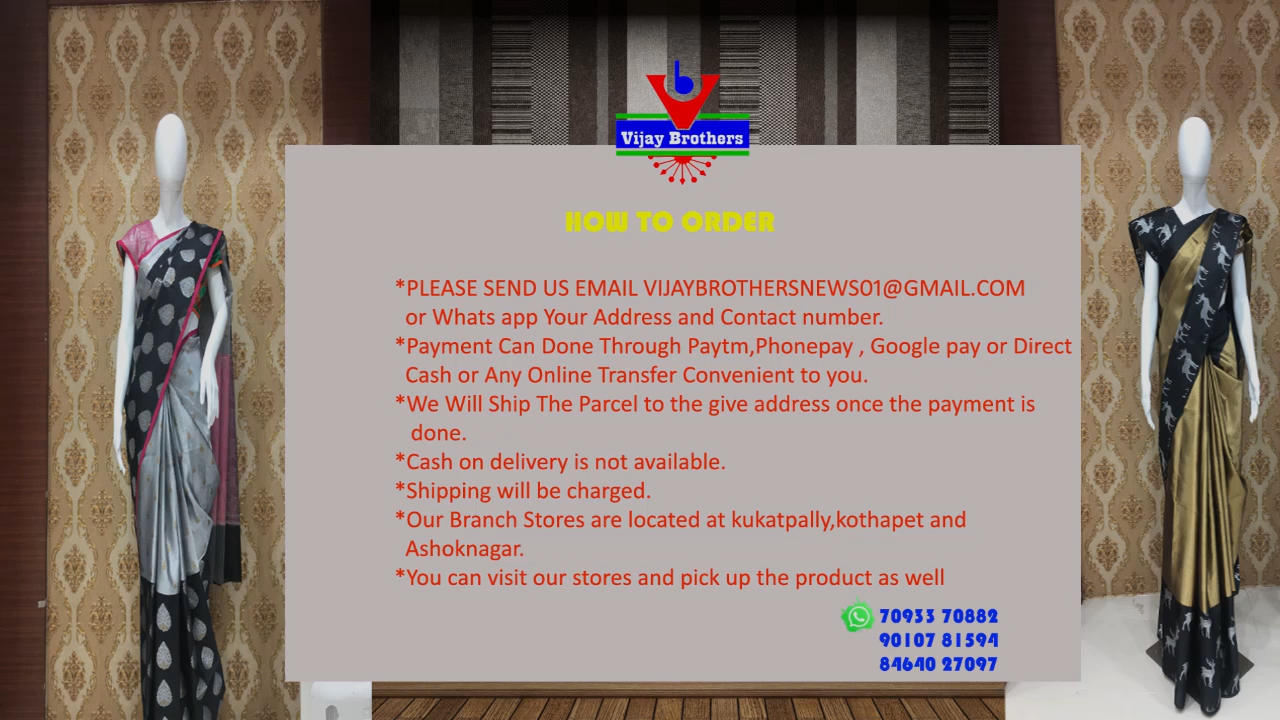 b
Vijay Brothers
HOW TO ORDER
*PLEASE SEND US EMAIL VIJAYBROTHERSNEWS01@GMAIL.COM
or Whats app Your Address and Contact number.
*Payment Can Done Through Paytm,Phonepay , Google pay or Direct
Cash or Any Online Transfer Convenient to you.
*We Will Ship The Parcel to the give address once the payment is
done.
*Cash on delivery is not available.
*Shipping will be charged.
*Our Branch Stores are located at kukatpally,kothapet and
Ashoknagar.
*You can visit our stores and pick up the product as well
70933 70882
90107 81594
84640 27097